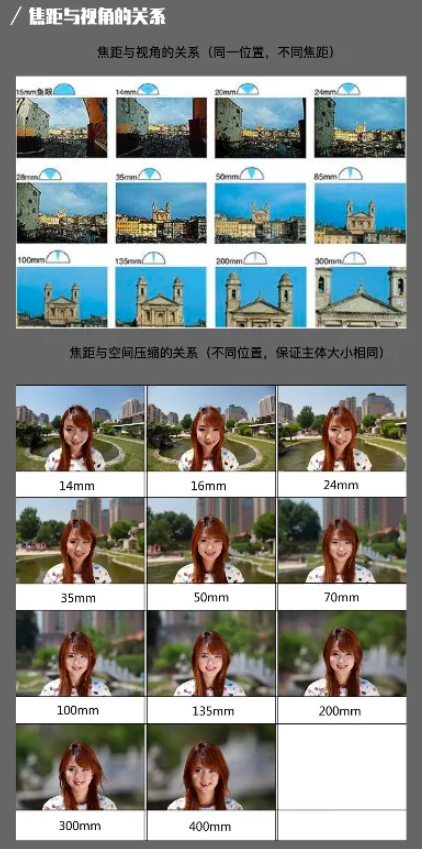 焦距与视角的关系
焦距与视角的关系（同一位置，不同焦距）
15mm鱼眼 14mm 20mm 24mm
28mm 35mm 50mm 85mm
100mm 135mm 200mm 300mm
焦距与空间压缩的关系（不同位置，保证主体大小相同）
14mm 16mm 24mm
35mm 50mm 70mm
100mm 135mm 200mm
300mm 400mm